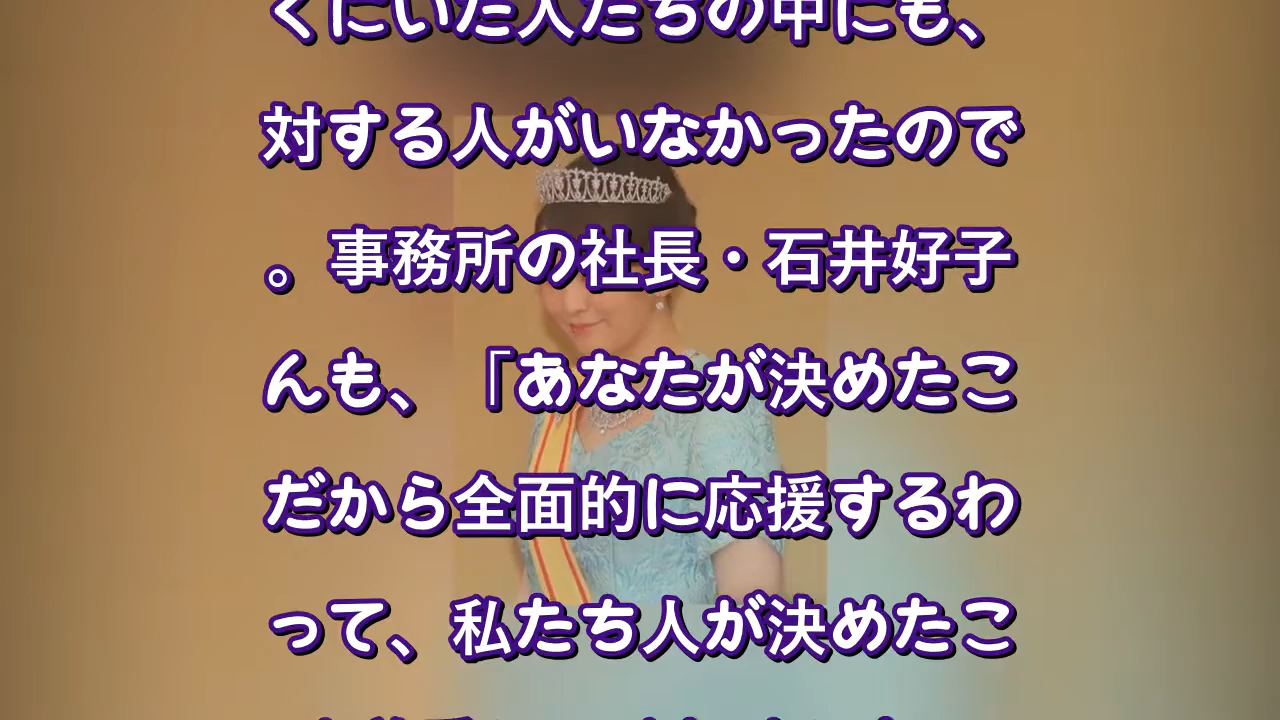 くにいた人たちの中にも、
対する人がいなかったので
。事務所の社長・石井好子
んも、「あなたが決めたこ
だから全面的に応援するわ
って、私たち人が決めたこ